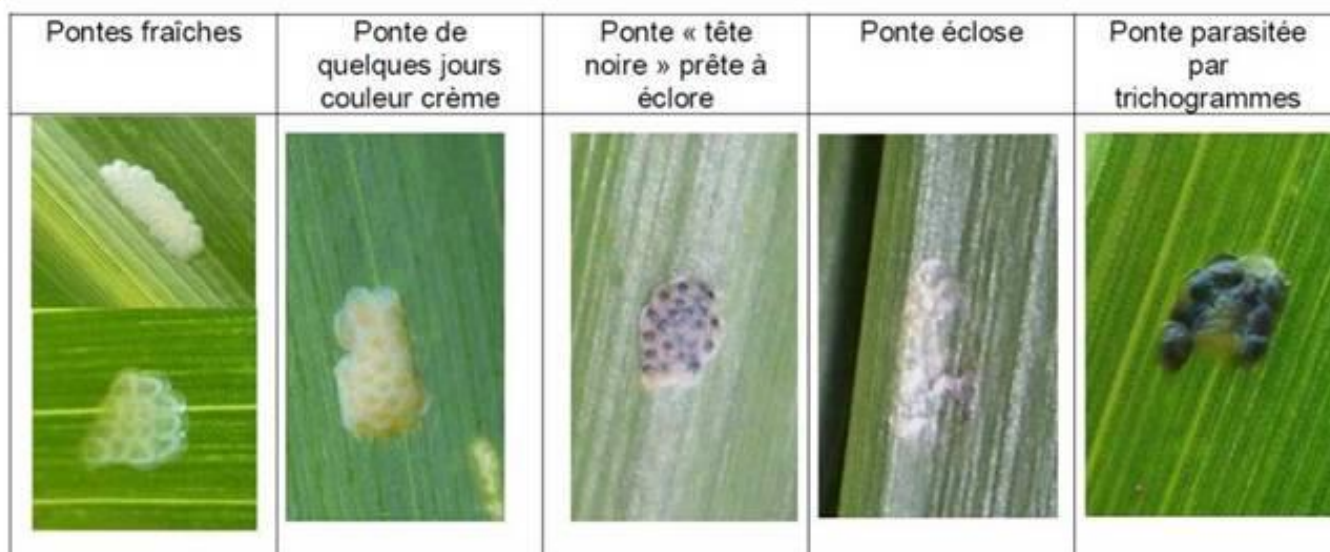 Pontes fraîches
Ponte de
quelques jours
couleur crème
Ponte « tête
noire » prête à
éclore
Ponte éclose
Ponte parasitée
par
trichogrammes